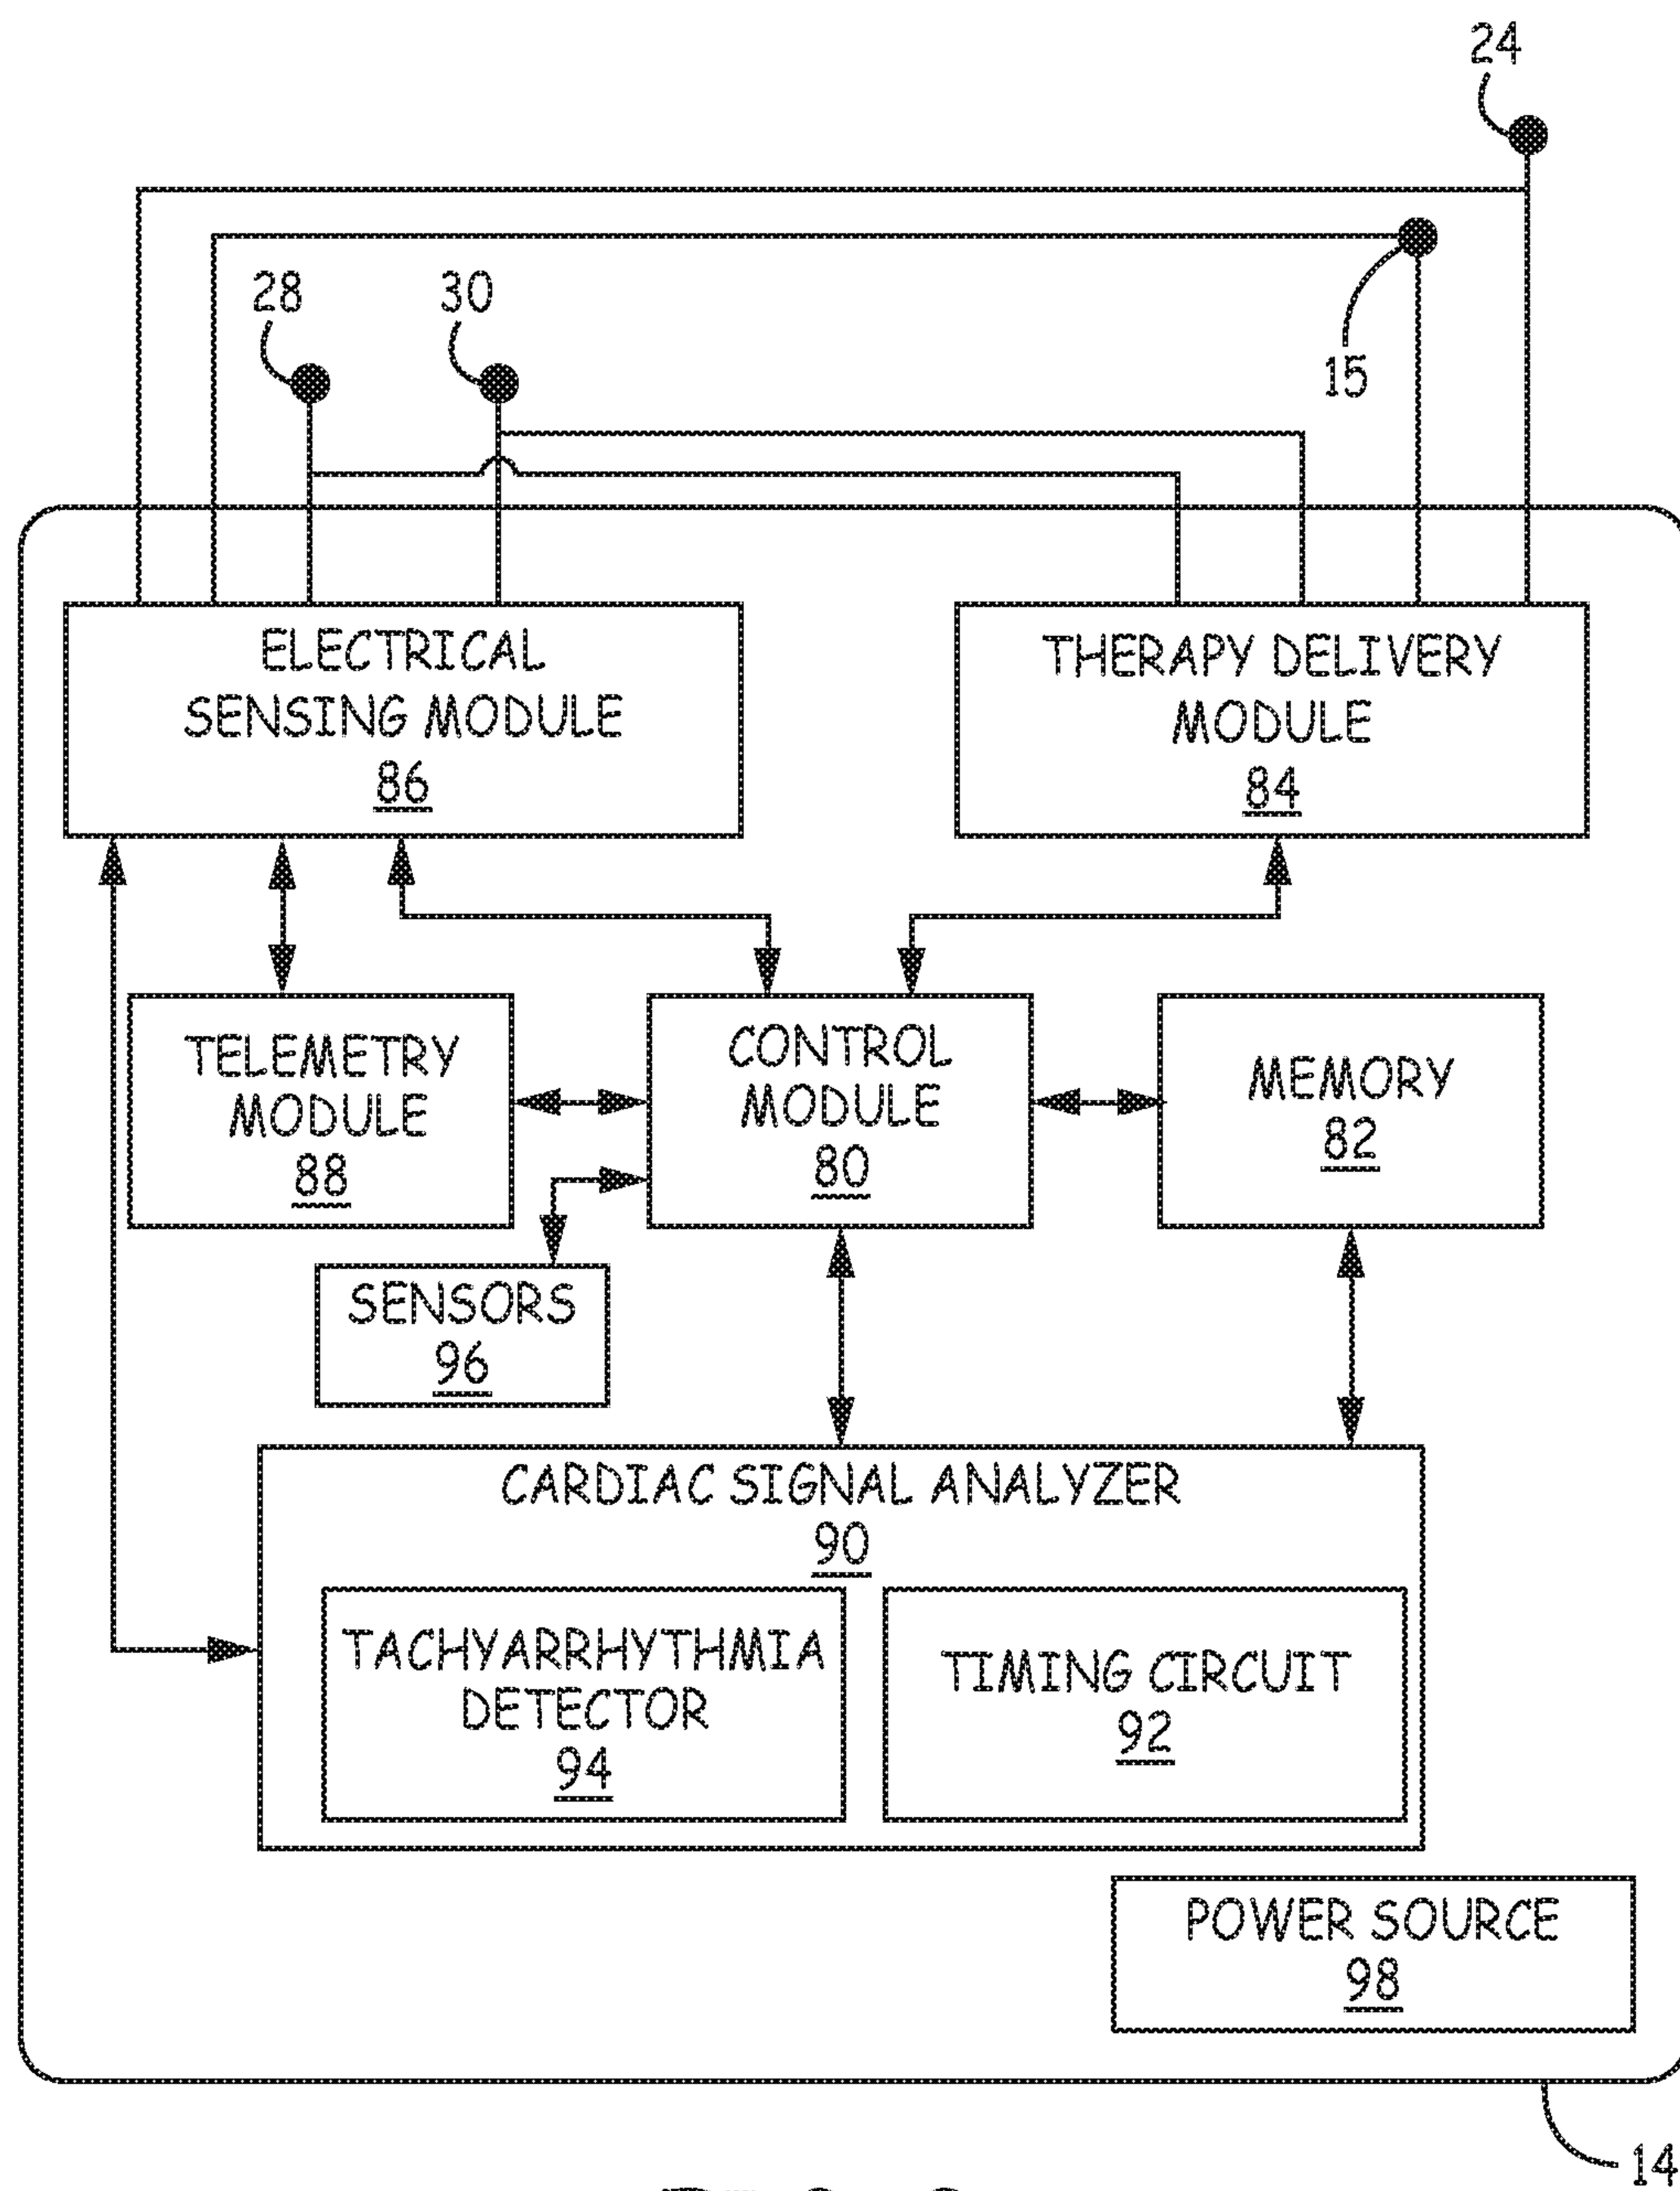 24
28
30
15
ELECTRICAL
SENSING MODULE
86
THERAPY DELIVERY
MODULE
84
TELEMETRY
MODULE
88
CONTROL
MODULE
80
MEMORY
82
SENSORS
96
CARDIAC SIGNAL ANALYZER
90
TACHYARRHYTHMIA
DETECTOR
94
TIMING CIRCUIT
92
POWER SOURCE
98
14